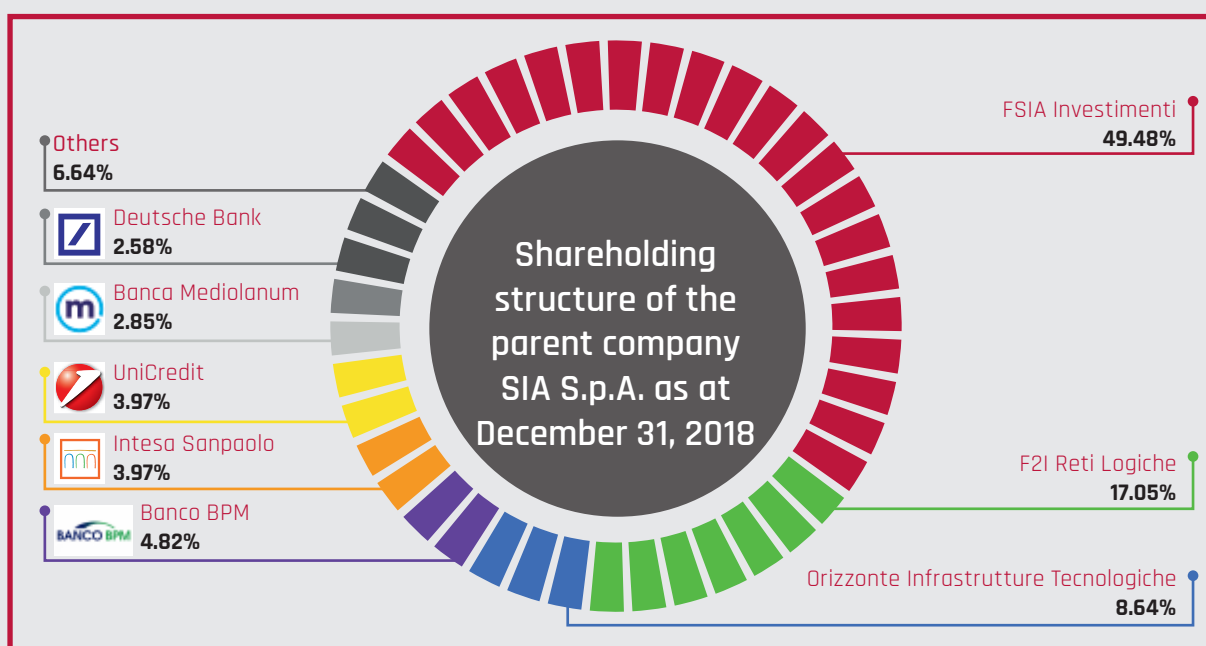 Others
6.64%
Deutsche Bank
2.58%
m
Banca Mediolanum
2.85%
UniCredit
3.97%
Intesa Sanpaolo
3.97%
BANCO BPM
Banco BPM
4.82%
Shareholding
structure of the
parent company
SIA S.p.A. as at
December 31, 2018
FSIA Investimenti
49.48%
F2I Reti Logiche
17.05%
Orizzonte Infrastrutture Tecnologiche
8.64%